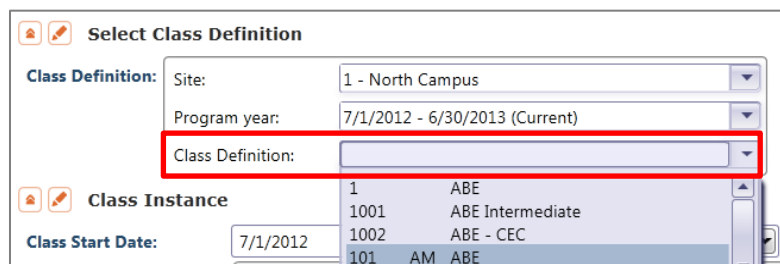 Select Class Definition
Class Definition: Site: 1 - North Campus
Program year: 7/1/2012 - 6/30/2013 (Current)
Class Definition:
1 ABE
1001 ABE Intermediate
Class Instance
1002 ABE - CEC
Class Start Date: 7/1/2012
101 AM ABE